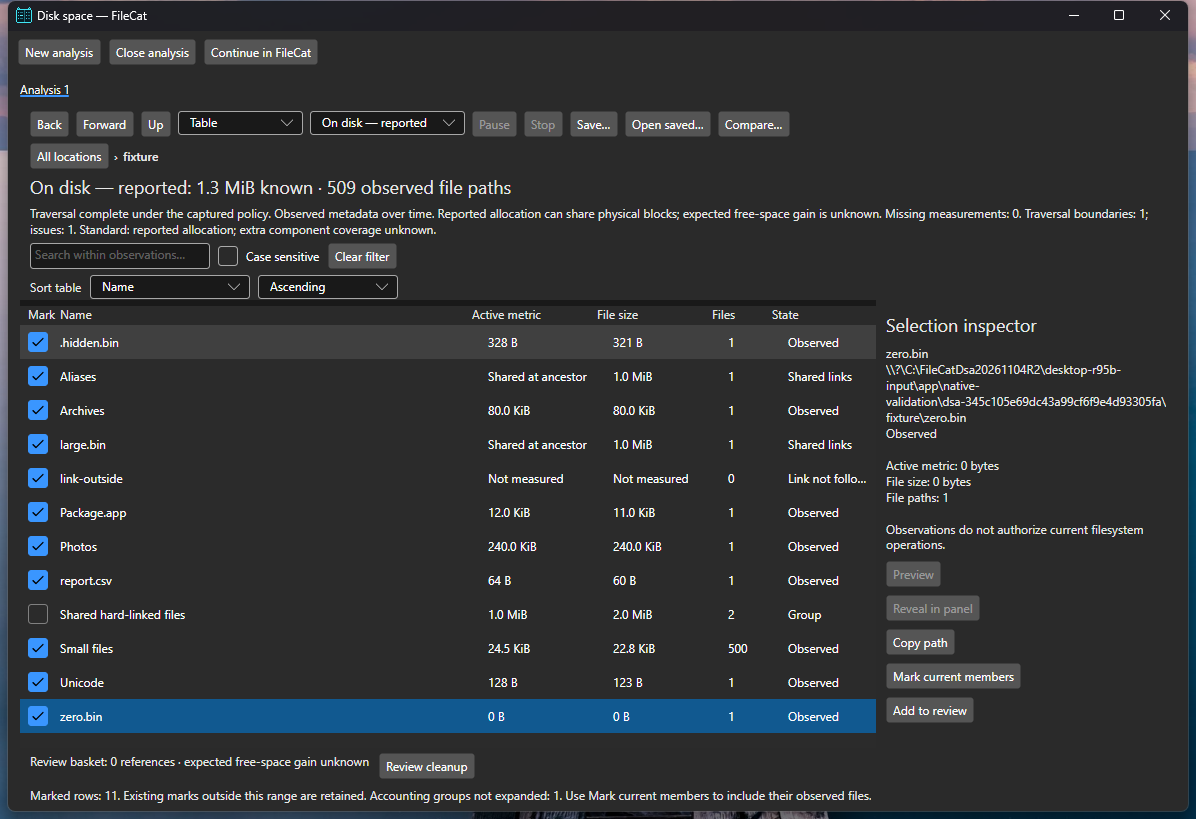 Disk space — FileCat
New analysis Close analysis Continue in FileCat
Analysis 1
Back Forward Up Table On disk — reported Pause Stop Save... Open saved... Compare...
All locations › fixture
On disk — reported: 1.3 MiB known · 509 observed file paths
Traversal complete under the captured policy. Observed metadata over time. Reported allocation can share physical blocks; expected free-space gain is unknown. Missing measurements: 0. Traversal boundaries: 1;
issues: 1. Standard: reported allocation; extra component coverage unknown.
Search within observations... Case sensitive Clear filter
Sort table Name Ascending
Mark Name Active metric File size Files State
.hidden.bin 328 B 321 B 1 Observed
Aliases Shared at ancestor 1.0 MiB 1 Shared links
Archives 80.0 KiB 80.0 KiB 1 Observed
large.bin Shared at ancestor 1.0 MiB 1 Shared links
link-outside Not measured Not measured 0 Link not follo...
Package.app 12.0 KiB 11.0 KiB 1 Observed
Photos 240.0 KiB 240.0 KiB 1 Observed
report.csv 64 B 60 B 1 Observed
Shared hard-linked files 1.0 MiB 2.0 MiB 2 Group
Small files 24.5 KiB 22.8 KiB 500 Observed
Unicode 128 B 123 B 1 Observed
zero.bin 0 B 0 B 1 Observed
Selection inspector
zero.bin
\\?\C:\FileCatDsa20261104R2\desktop-r95b-
input\app\native-
validation\dsa-345c105e69dc43a99cf6f9e4d93305fa\
fixture\zero.bin
Observed
Active metric: 0 bytes
File size: 0 bytes
File paths: 1
Observations do not authorize current filesystem
operations.
Preview
Reveal in panel
Copy path
Mark current members
Add to review
Review basket: 0 references · expected free-space gain unknown Review cleanup
Marked rows: 11. Existing marks outside this range are retained. Accounting groups not expanded: 1. Use Mark current members to include their observed files.